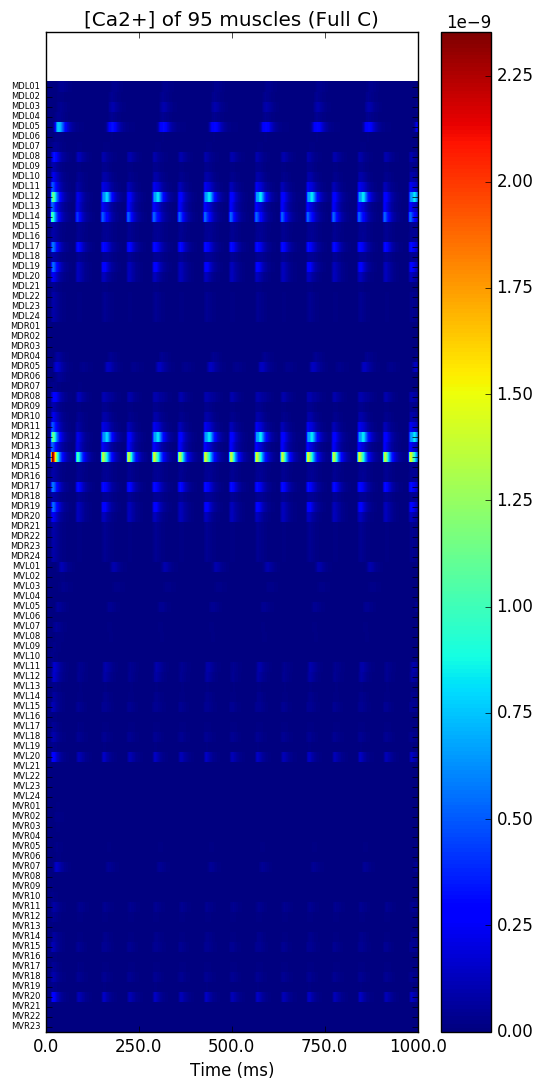 [Ca2+] of 95 muscles (Full C)
1e−9
MDL01
MDL02
MDL03
MDL04
MDL05
MDL06
MDL07
MDL08
MDL09
MDL10
MDL11
MDL12
MDL13
MDL14
MDL15
MDL16
MDL17
MDL18
MDL19
MDL20
MDL21
MDL22
MDL23
MDL24
MDR01
MDR02
MDR03
MDR04
MDR05
MDR06
MDR07
MDR08
MDR09
MDR10
MDR11
MDR12
MDR13
MDR14
MDR15
MDR16
MDR17
MDR18
MDR19
MDR20
MDR21
MDR22
MDR23
MDR24
MVL01
MVL02
MVL03
MVL04
MVL05
MVL06
MVL07
MVL08
MVL09
MVL10
MVL11
MVL12
MVL13
MVL14
MVL15
MVL16
MVL17
MVL18
MVL19
MVL20
MVL21
MVL22
MVL23
MVL24
MVR01
MVR02
MVR03
MVR04
MVR05
MVR06
MVR07
MVR08
MVR09
MVR10
MVR11
MVR12
MVR13
MVR14
MVR15
MVR16
MVR17
MVR18
MVR19
MVR20
MVR21
MVR22
MVR23
0.0 250.0 500.0 750.0 1000.0
Time (ms)
2.25
2.00
1.75
1.50
1.25
1.00
0.75
0.50
0.25
0.00